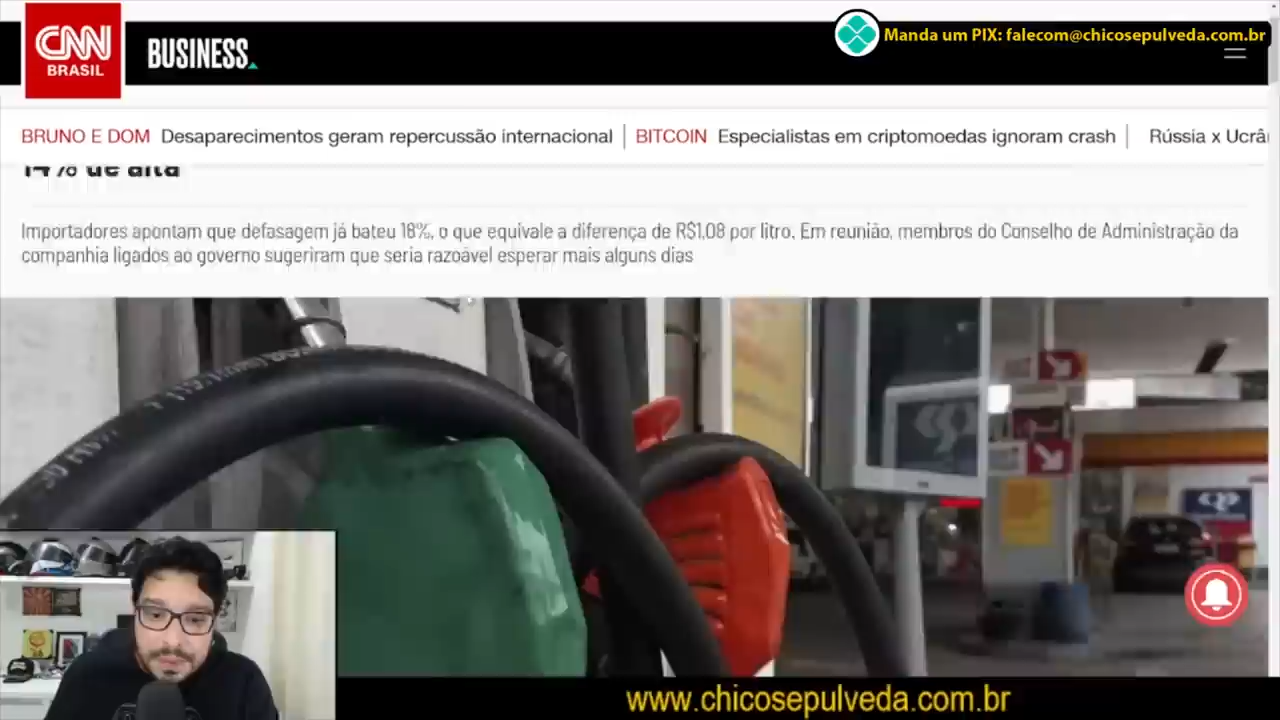 CNN
BRASIL
BUSINESS
Manda um PIX: falecom@chicosepulveda.com.br
BRUNO E DOM Desaparecimentos geram repercussão internacional | BITCOIN Especialistas em criptomoedas ignoram crash | Rússia x Ucrâ
14% de alta
Importadores apontam que defasagem já bateu 18%, o que equivale a diferença de R$1,08 por litro. Em reunião, membros do Conselho de Administração da
companhia ligados ao governo sugeriram que seria razoável esperar mais alguns dias
www.chicosepulveda.com.br